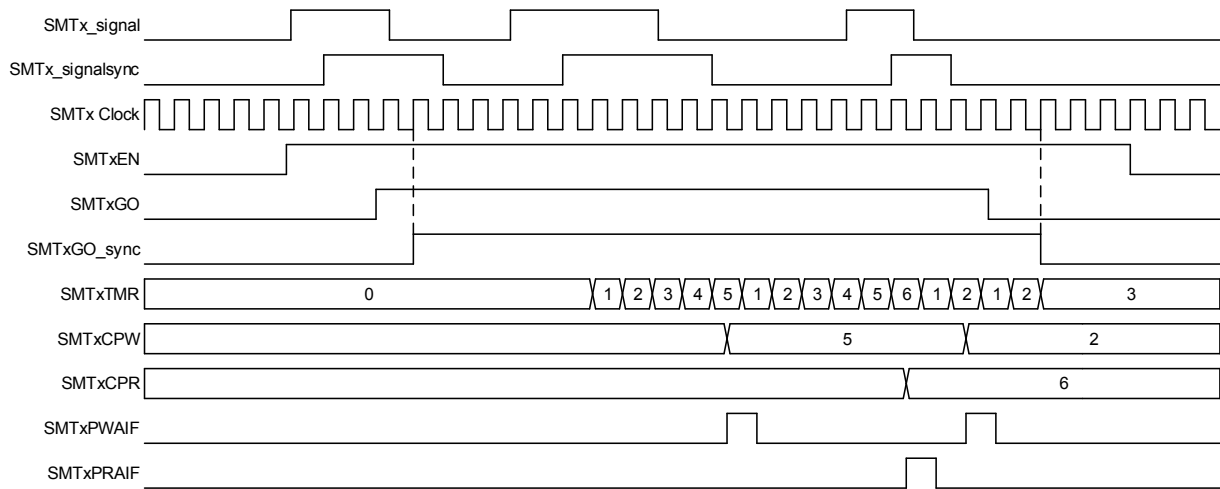 SMTx_signal
SMTx_signalsync
SMTx Clock
SMTxEN
SMTxGO
SMTxGO_sync
SMTxTMR 0 1 2 3 4 5 1 2 3 4 5 6 1 2 1 2 3
SMTxCPW 5 2
SMTxCPR 6
SMTxPWAIF
SMTxPRAIF